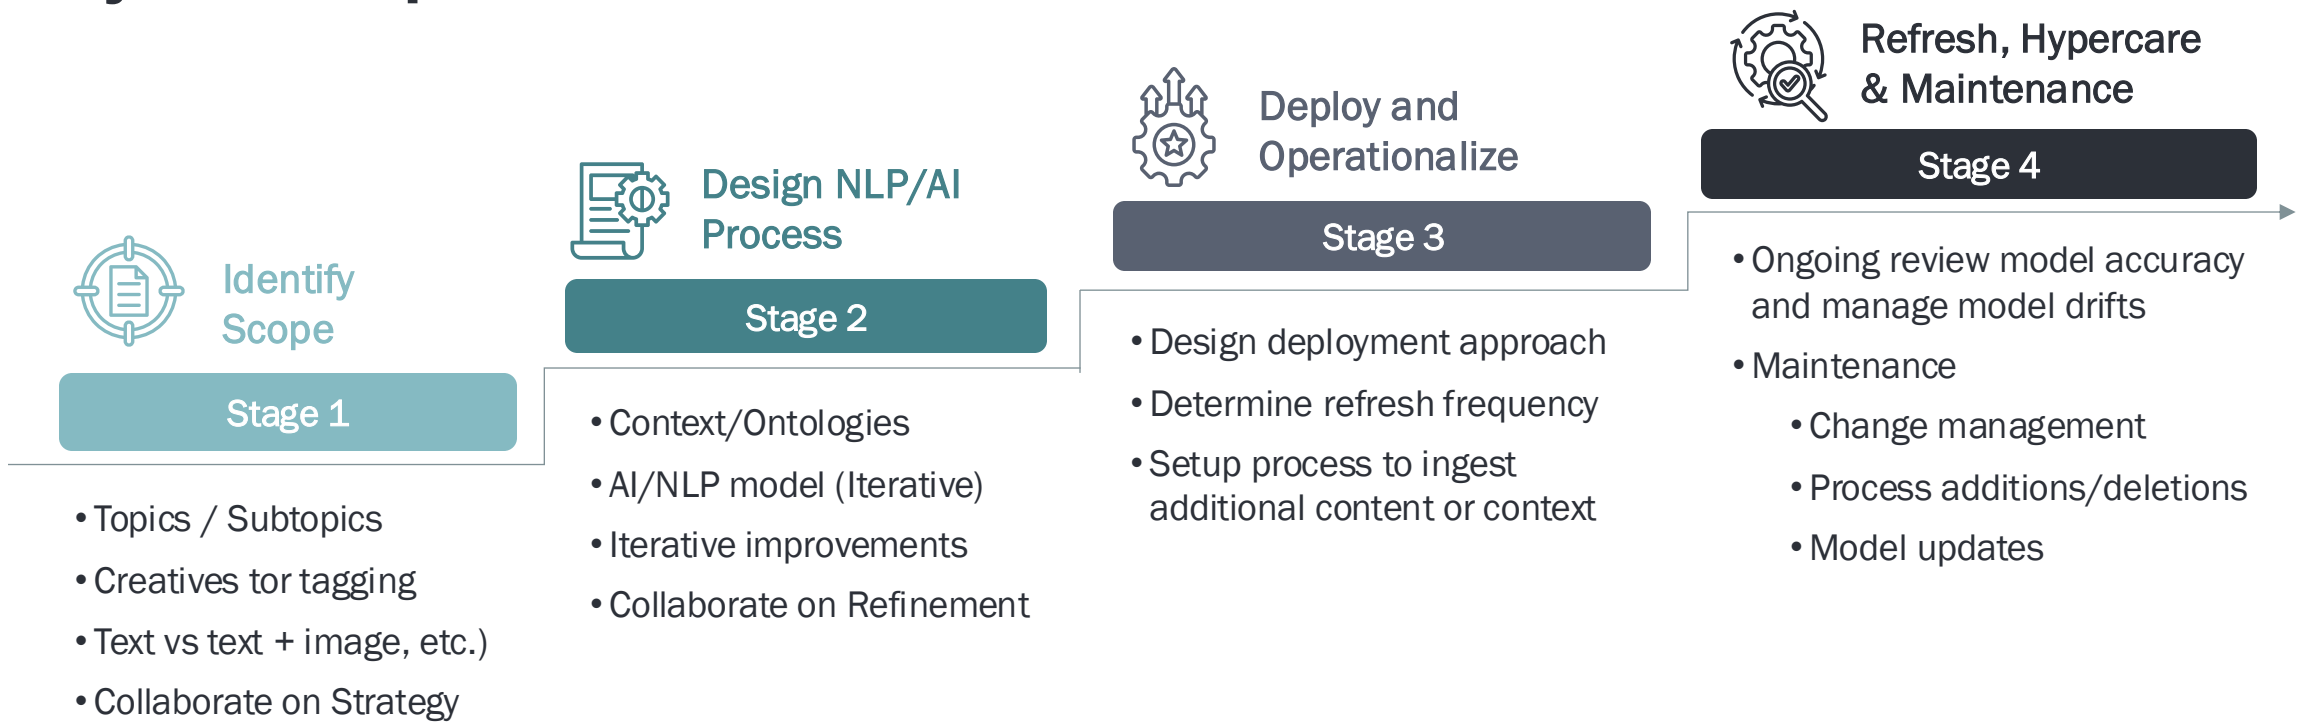 Identify
Scope
Stage 1
• Topics / Subtopics
• Creatives tor tagging
• Text vs text + image, etc.)
• Collaborate on Strategy
Design NLP/AI
Process
Stage 2
• Context/Ontologies
• AI/NLP model (Iterative)
• Iterative improvements
• Collaborate on Refinement
Deploy and
Operationalize
Stage 3
• Design deployment approach
• Determine refresh frequency
• Setup process to ingest
additional content or context
Refresh, Hypercare
& Maintenance
Stage 4
• Ongoing review model accuracy
and manage model drifts
• Maintenance
• Change management
• Process additions/deletions
• Model updates